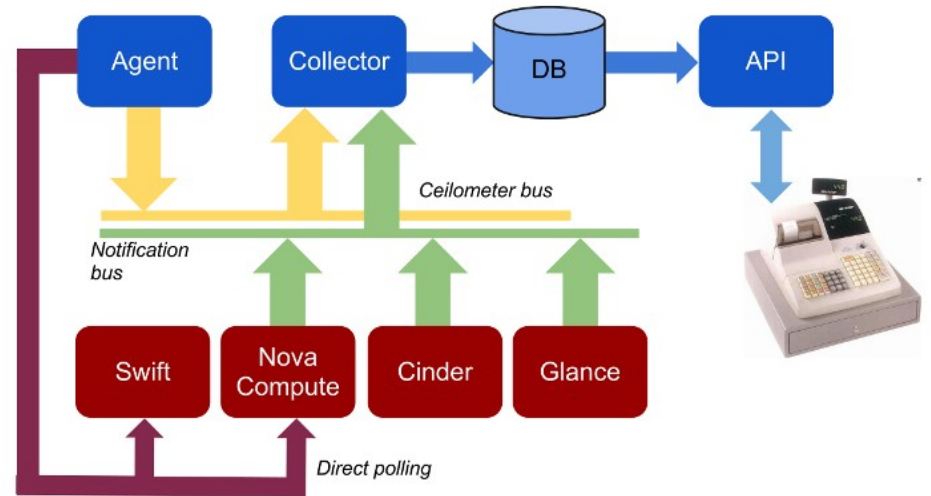 Agent
Collector
DB
API
Ceilometer bus
Notification
bus
Swift
Nova
Compute
Cinder
Glance
Direct polling